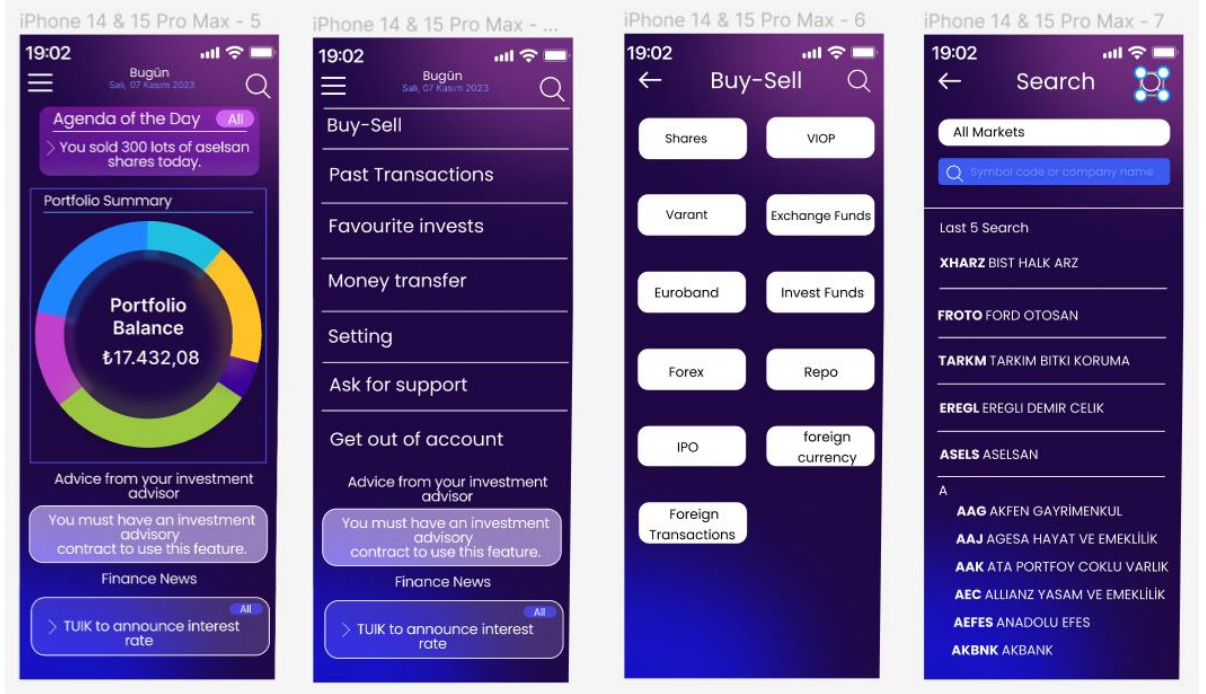 iPhone 14 & 15 Pro Max - 5
19:02
Bugün
Salı, 07 Kasım 2023
Agenda of the Day All
You sold 300 lots of aselsan
shares today.
Portfolio Summary
Portfolio
Balance
₺17.432,08
Advice from your investment
advisor
You must have an investment
advisory
contract to use this feature.
Finance News
All
TUIK to announce interest
rate
iPhone 14 & 15 Pro Max - ...
19:02
Bugün
Salı, 07 Kasım 2023
Buy-Sell
Past Transactions
Favourite invests
Money transfer
Setting
Ask for support
Get out of account
Advice from your investment
advisor
You must have an investment
advisory
contract to use this feature.
Finance News
All
TUIK to announce interest
rate
iPhone 14 & 15 Pro Max - 6
19:02
Buy-Sell
Shares VIOP
Varant Exchange Funds
Euroband Invest Funds
Forex Repo
IPO foreign
currency
Foreign
Transactions
iPhone 14 & 15 Pro Max - 7
19:02
Search
All Markets
Symbol code or company name
Last 5 Search
XHARZ BIST HALK ARZ
FROTO FORD OTOSAN
TARKM TARKIM BITKI KORUMA
EREGL EREGLI DEMIR CELIK
ASELS ASELSAN
A
AAG AKFEN GAYRİMENKUL
AAJ AGESA HAYAT VE EMEKLİLİK
AAK ATA PORTFOY COKLU VARLIK
AEC ALLIANZ YASAM VE EMEKLİLİK
AEFES ANADOLU EFES
AKBNK AKBANK